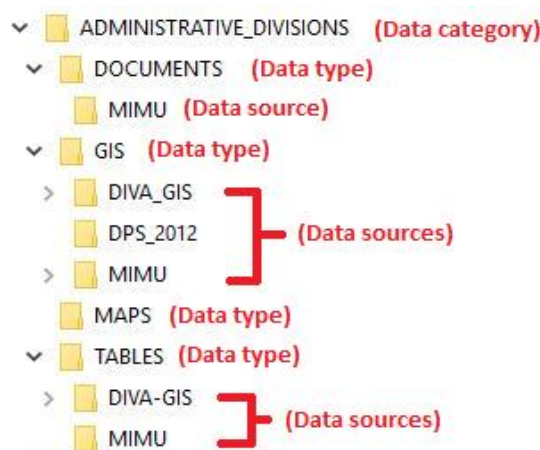 ADMINISTRATIVE_DIVISIONS (Data category)
DOCUMENTS (Data type)
MIMU (Data source)
GIS (Data type)
DIVA_GIS
DPS_2012 (Data sources)
MIMU
MAPS (Data type)
TABLES (Data type)
DIVA-GIS
(Data sources)
MIMU